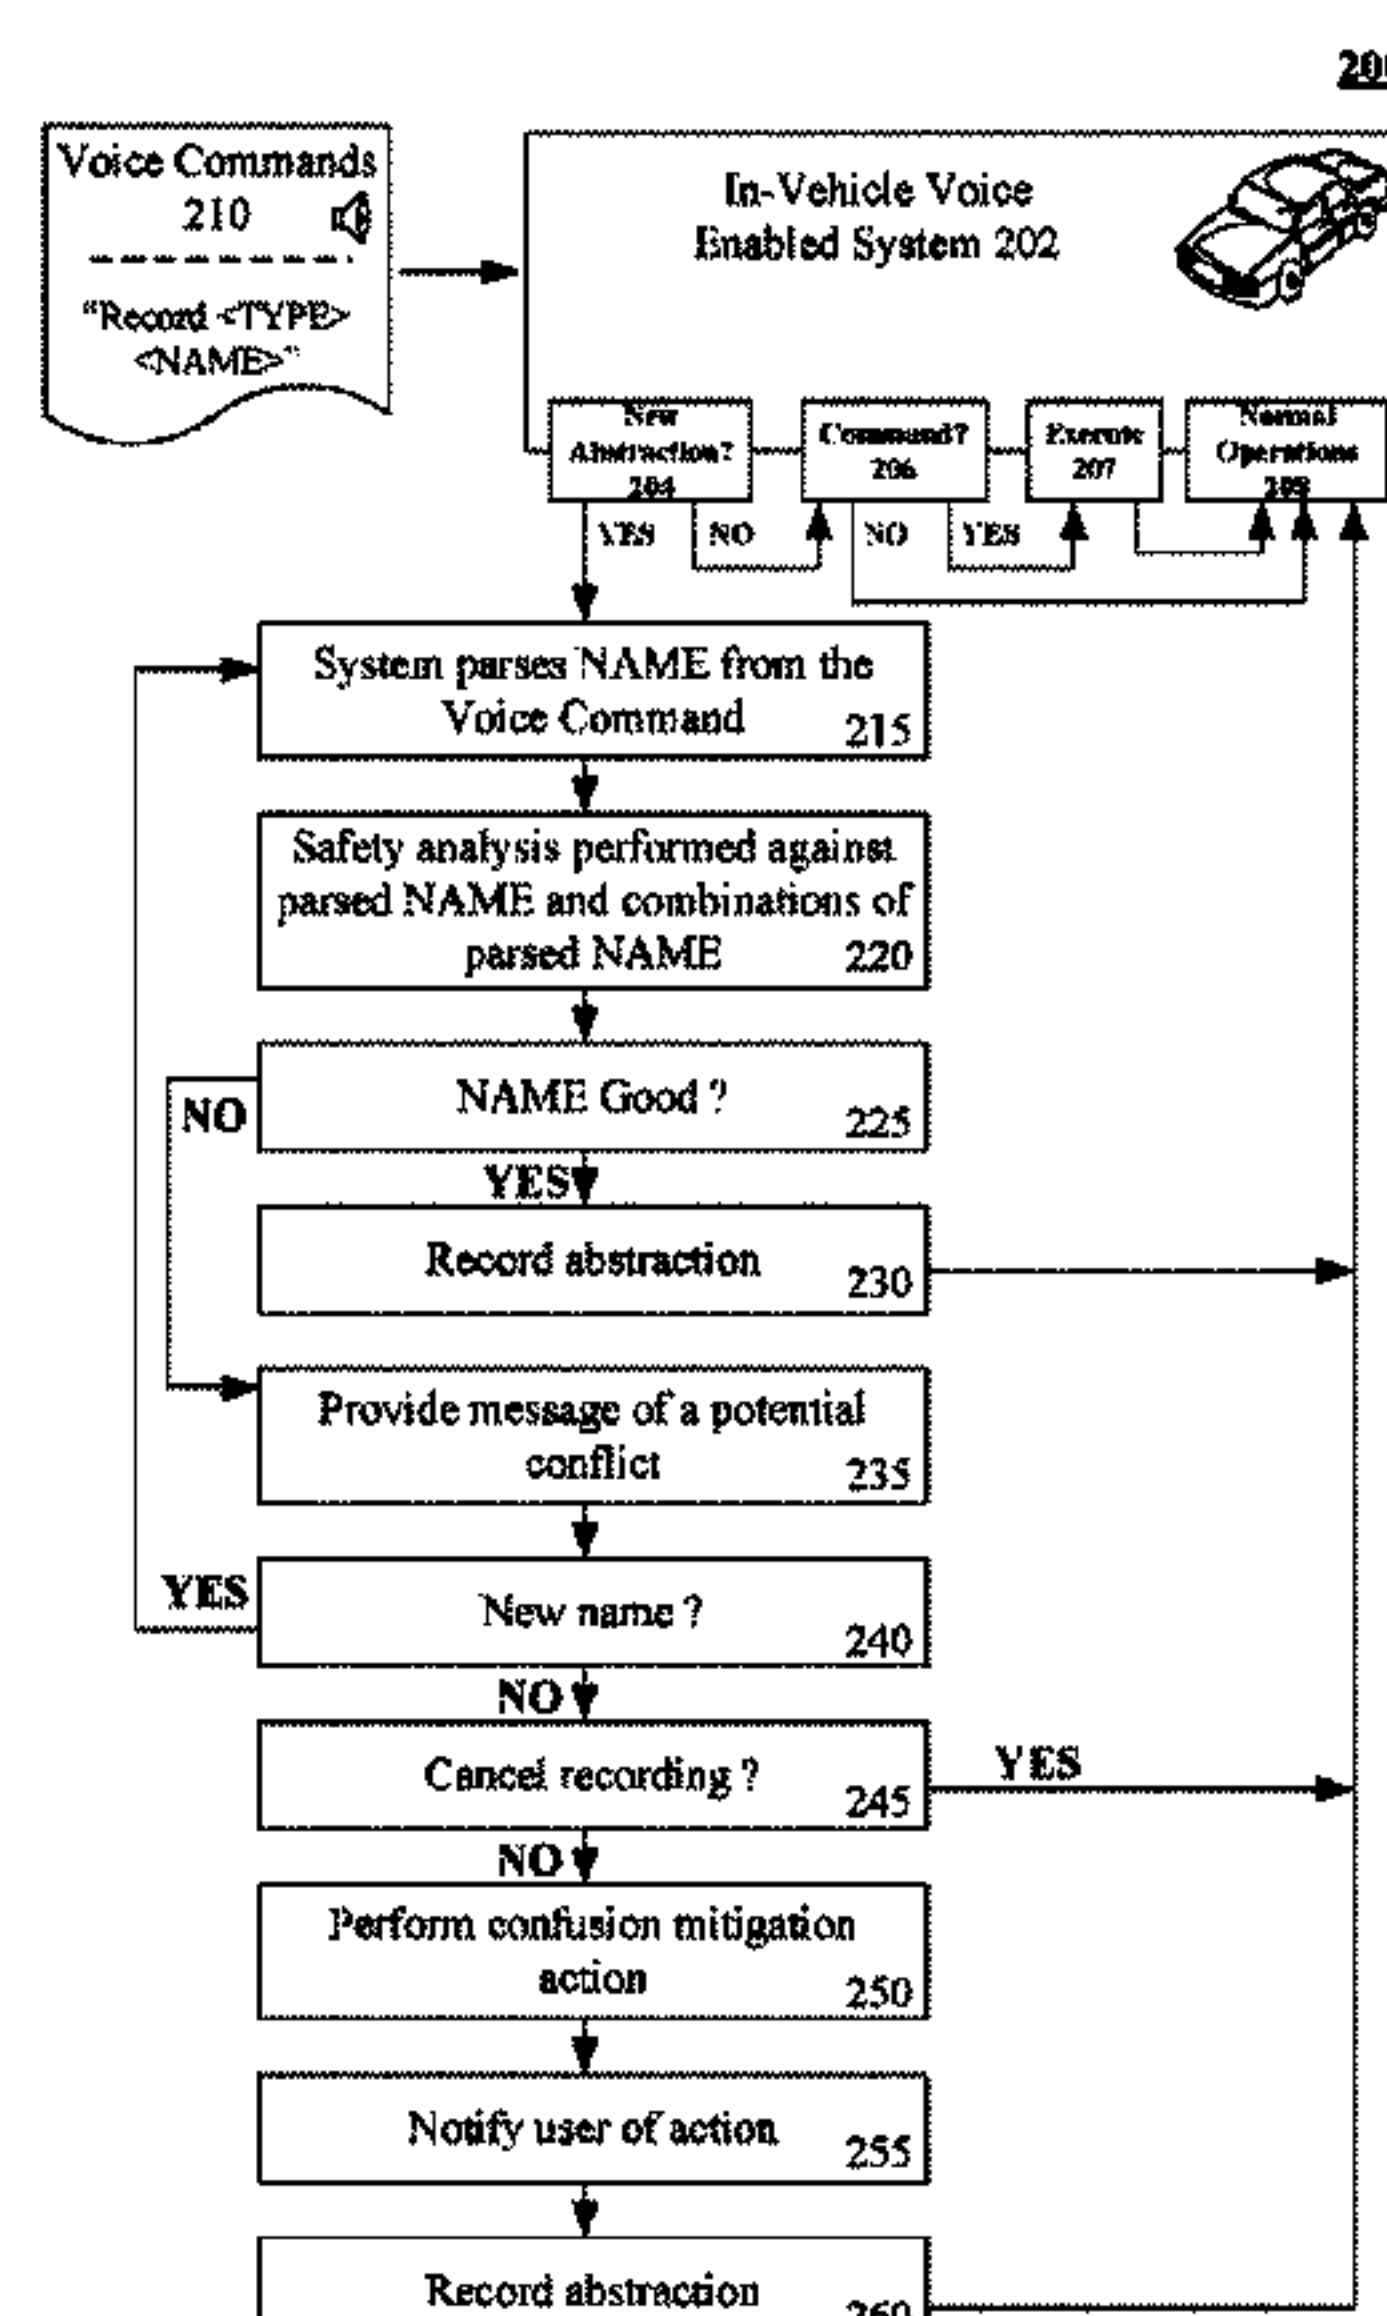 Voice Commands
210
"Record <TYPE>
<NAME>"
In-Vehicle Voice
Enabled System 202
New
Abstraction?
204
Command?
206
Execute
207
Normal
Operations
YES
NO
NO
YES
System parses NAME from the
Voice Command
215
Safety analysis performed against
parsed NAME and combinations of
parsed NAME
220
NAME Good ?
225
NO
YES
Record abstraction
230
Provide message of a potential
conflict
235
New name ?
240
YES
NO
Cancel recording ?
245
YES
NO
Perform confusion mitigation
action
250
Notify user of action
255
Record abstraction
260